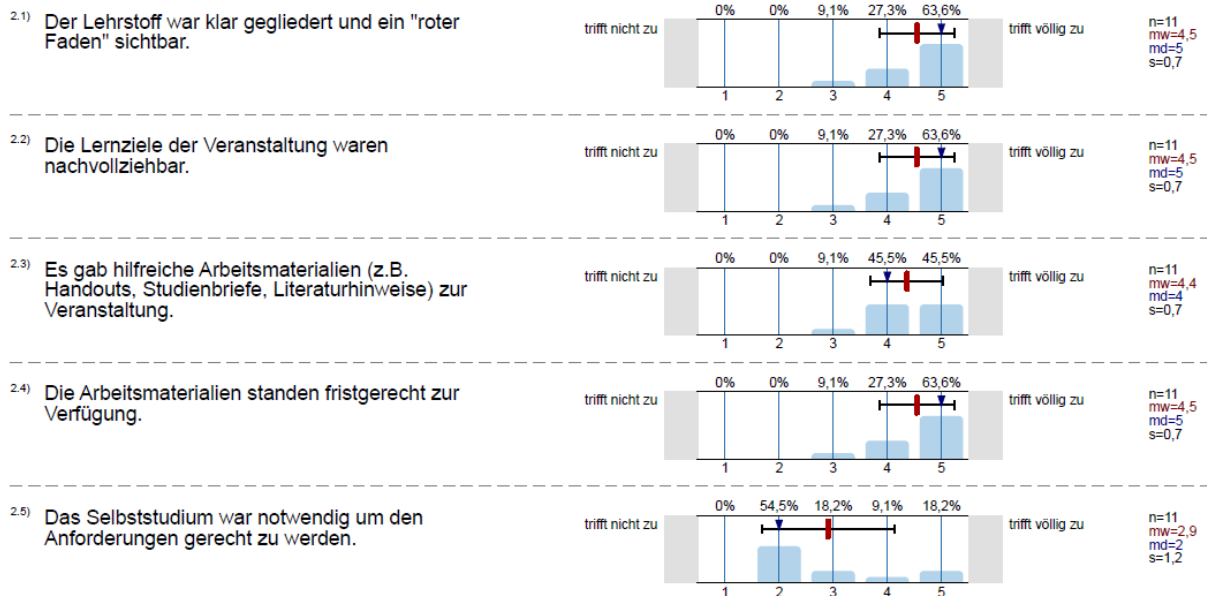 2.1) Der Lehrstoff war klar gegliedert und ein "roter
Faden" sichtbar.
trifft nicht zu
0% 0% 9,1% 27,3% 63,6%
1 2 3 4 5
trifft völlig zu
n=11
mw=4,5
md=5
s=0,7
2.2) Die Lernziele der Veranstaltung waren
nachvollziehbar.
trifft nicht zu
0% 0% 9,1% 27,3% 63,6%
1 2 3 4 5
trifft völlig zu
n=11
mw=4,5
md=5
s=0,7
2.3) Es gab hilfreiche Arbeitsmaterialien (z.B.
Handouts, Studienbriefe, Literaturhinweise) zur
Veranstaltung.
trifft nicht zu
0% 0% 9,1% 45,5% 45,5%
1 2 3 4 5
trifft völlig zu
n=11
mw=4,4
md=4
s=0,7
2.4) Die Arbeitsmaterialien standen fristgerecht zur
Verfügung.
trifft nicht zu
0% 0% 9,1% 27,3% 63,6%
1 2 3 4 5
trifft völlig zu
n=11
mw=4,5
md=5
s=0,7
2.5) Das Selbststudium war notwendig um den
Anforderungen gerecht zu werden.
trifft nicht zu
0% 54,5% 18,2% 9,1% 18,2%
1 2 3 4 5
trifft völlig zu
n=11
mw=2,9
md=2
s=1,2